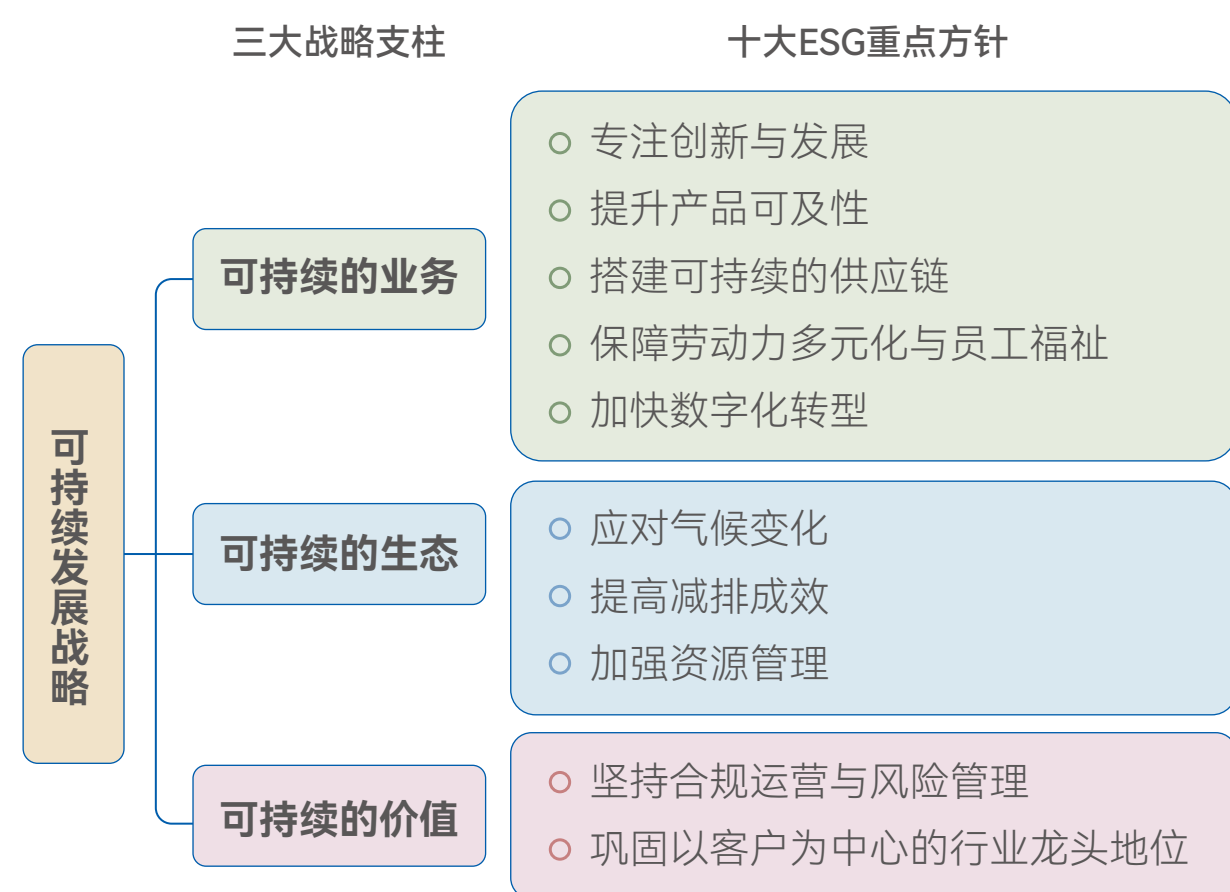 三大战略支柱
十大ESG重点方针
可持续发展战略
可持续的业务
专注创新与发展
提升产品可及性
搭建可持续的供应链
保障劳动力多元化与员工福祉
加快数字化转型
可持续的生态
应对气候变化
提高减排成效
加强资源管理
可持续的价值
坚持合规运营与风险管理
巩固以客户为中心的行业龙头地位